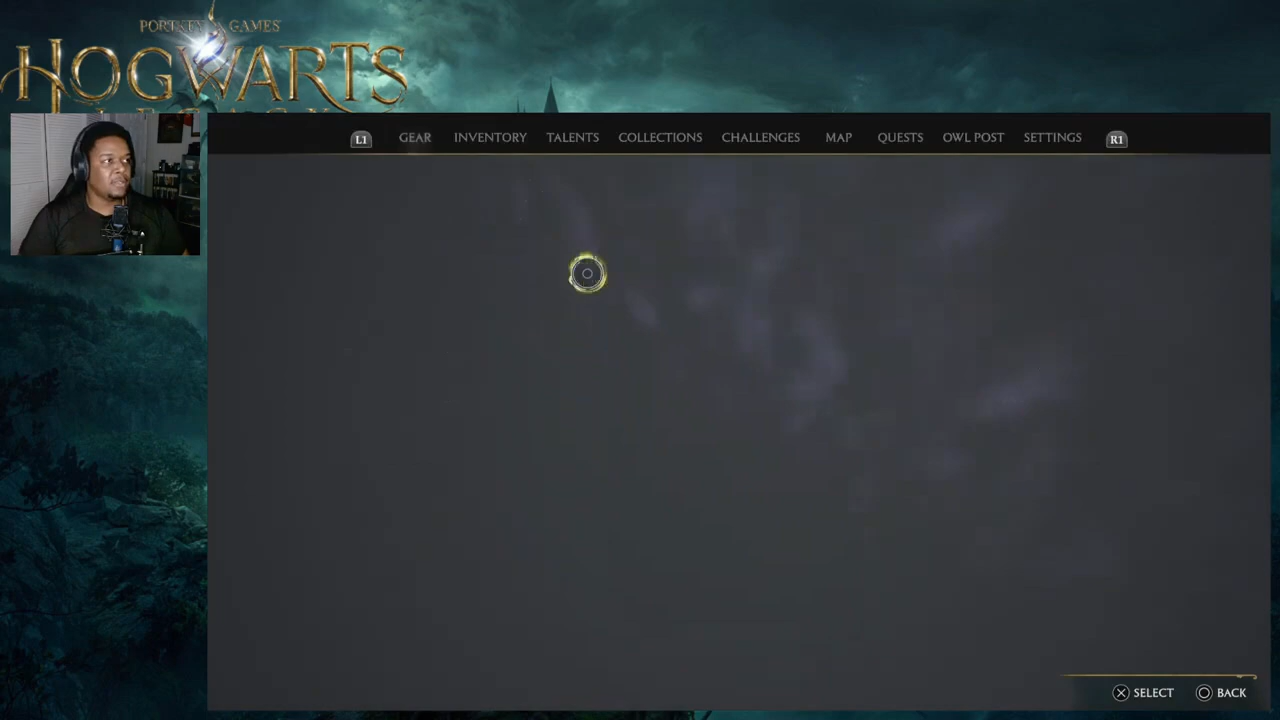 PORTKEY GAMES
HOGWARTS
L1 GEAR INVENTORY TALENTS COLLECTIONS CHALLENGES MAP QUESTS OWL POST SETTINGS R1
SELECT BACK